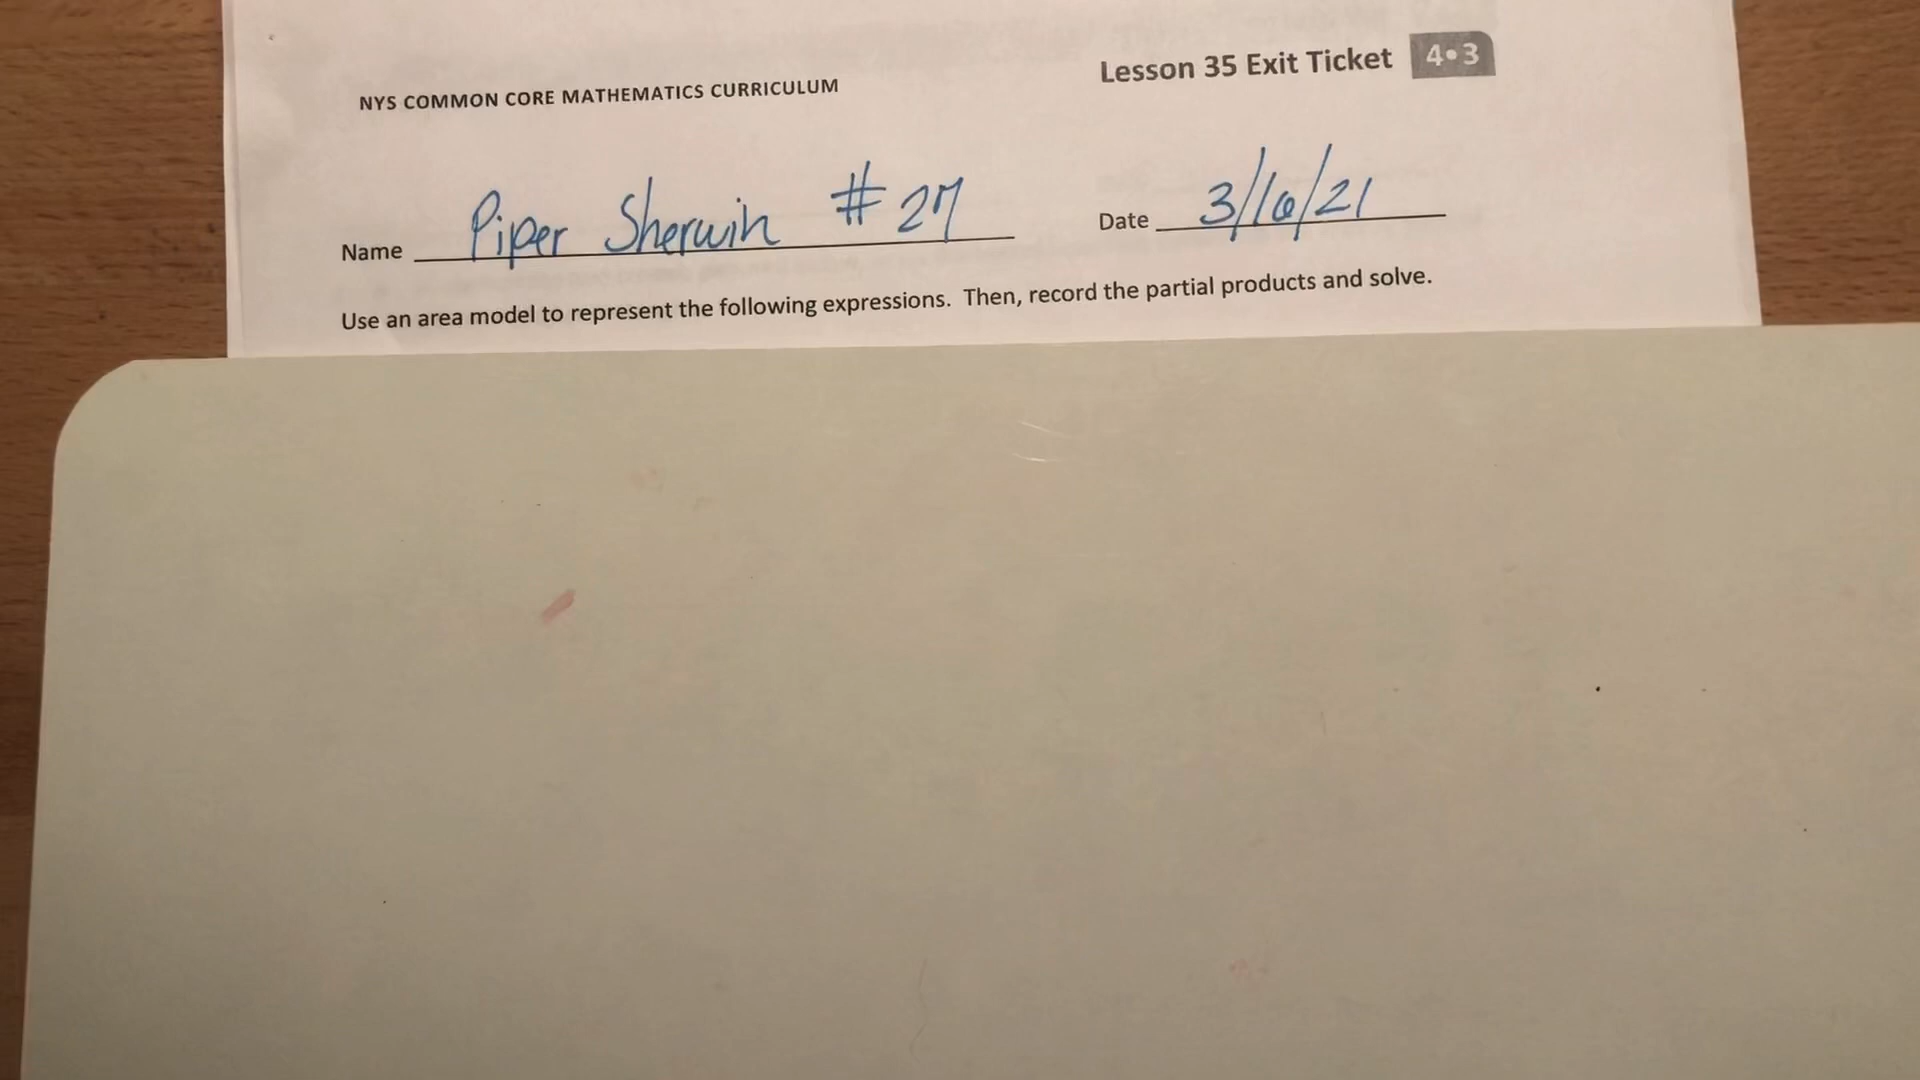 NYS COMMON CORE MATHEMATICS CURRICULUM
Lesson 35 Exit Ticket 4•3
Name Piper Sherwin #27
Date 3/16/21
Use an area model to represent the following expressions. Then, record the partial products and solve.